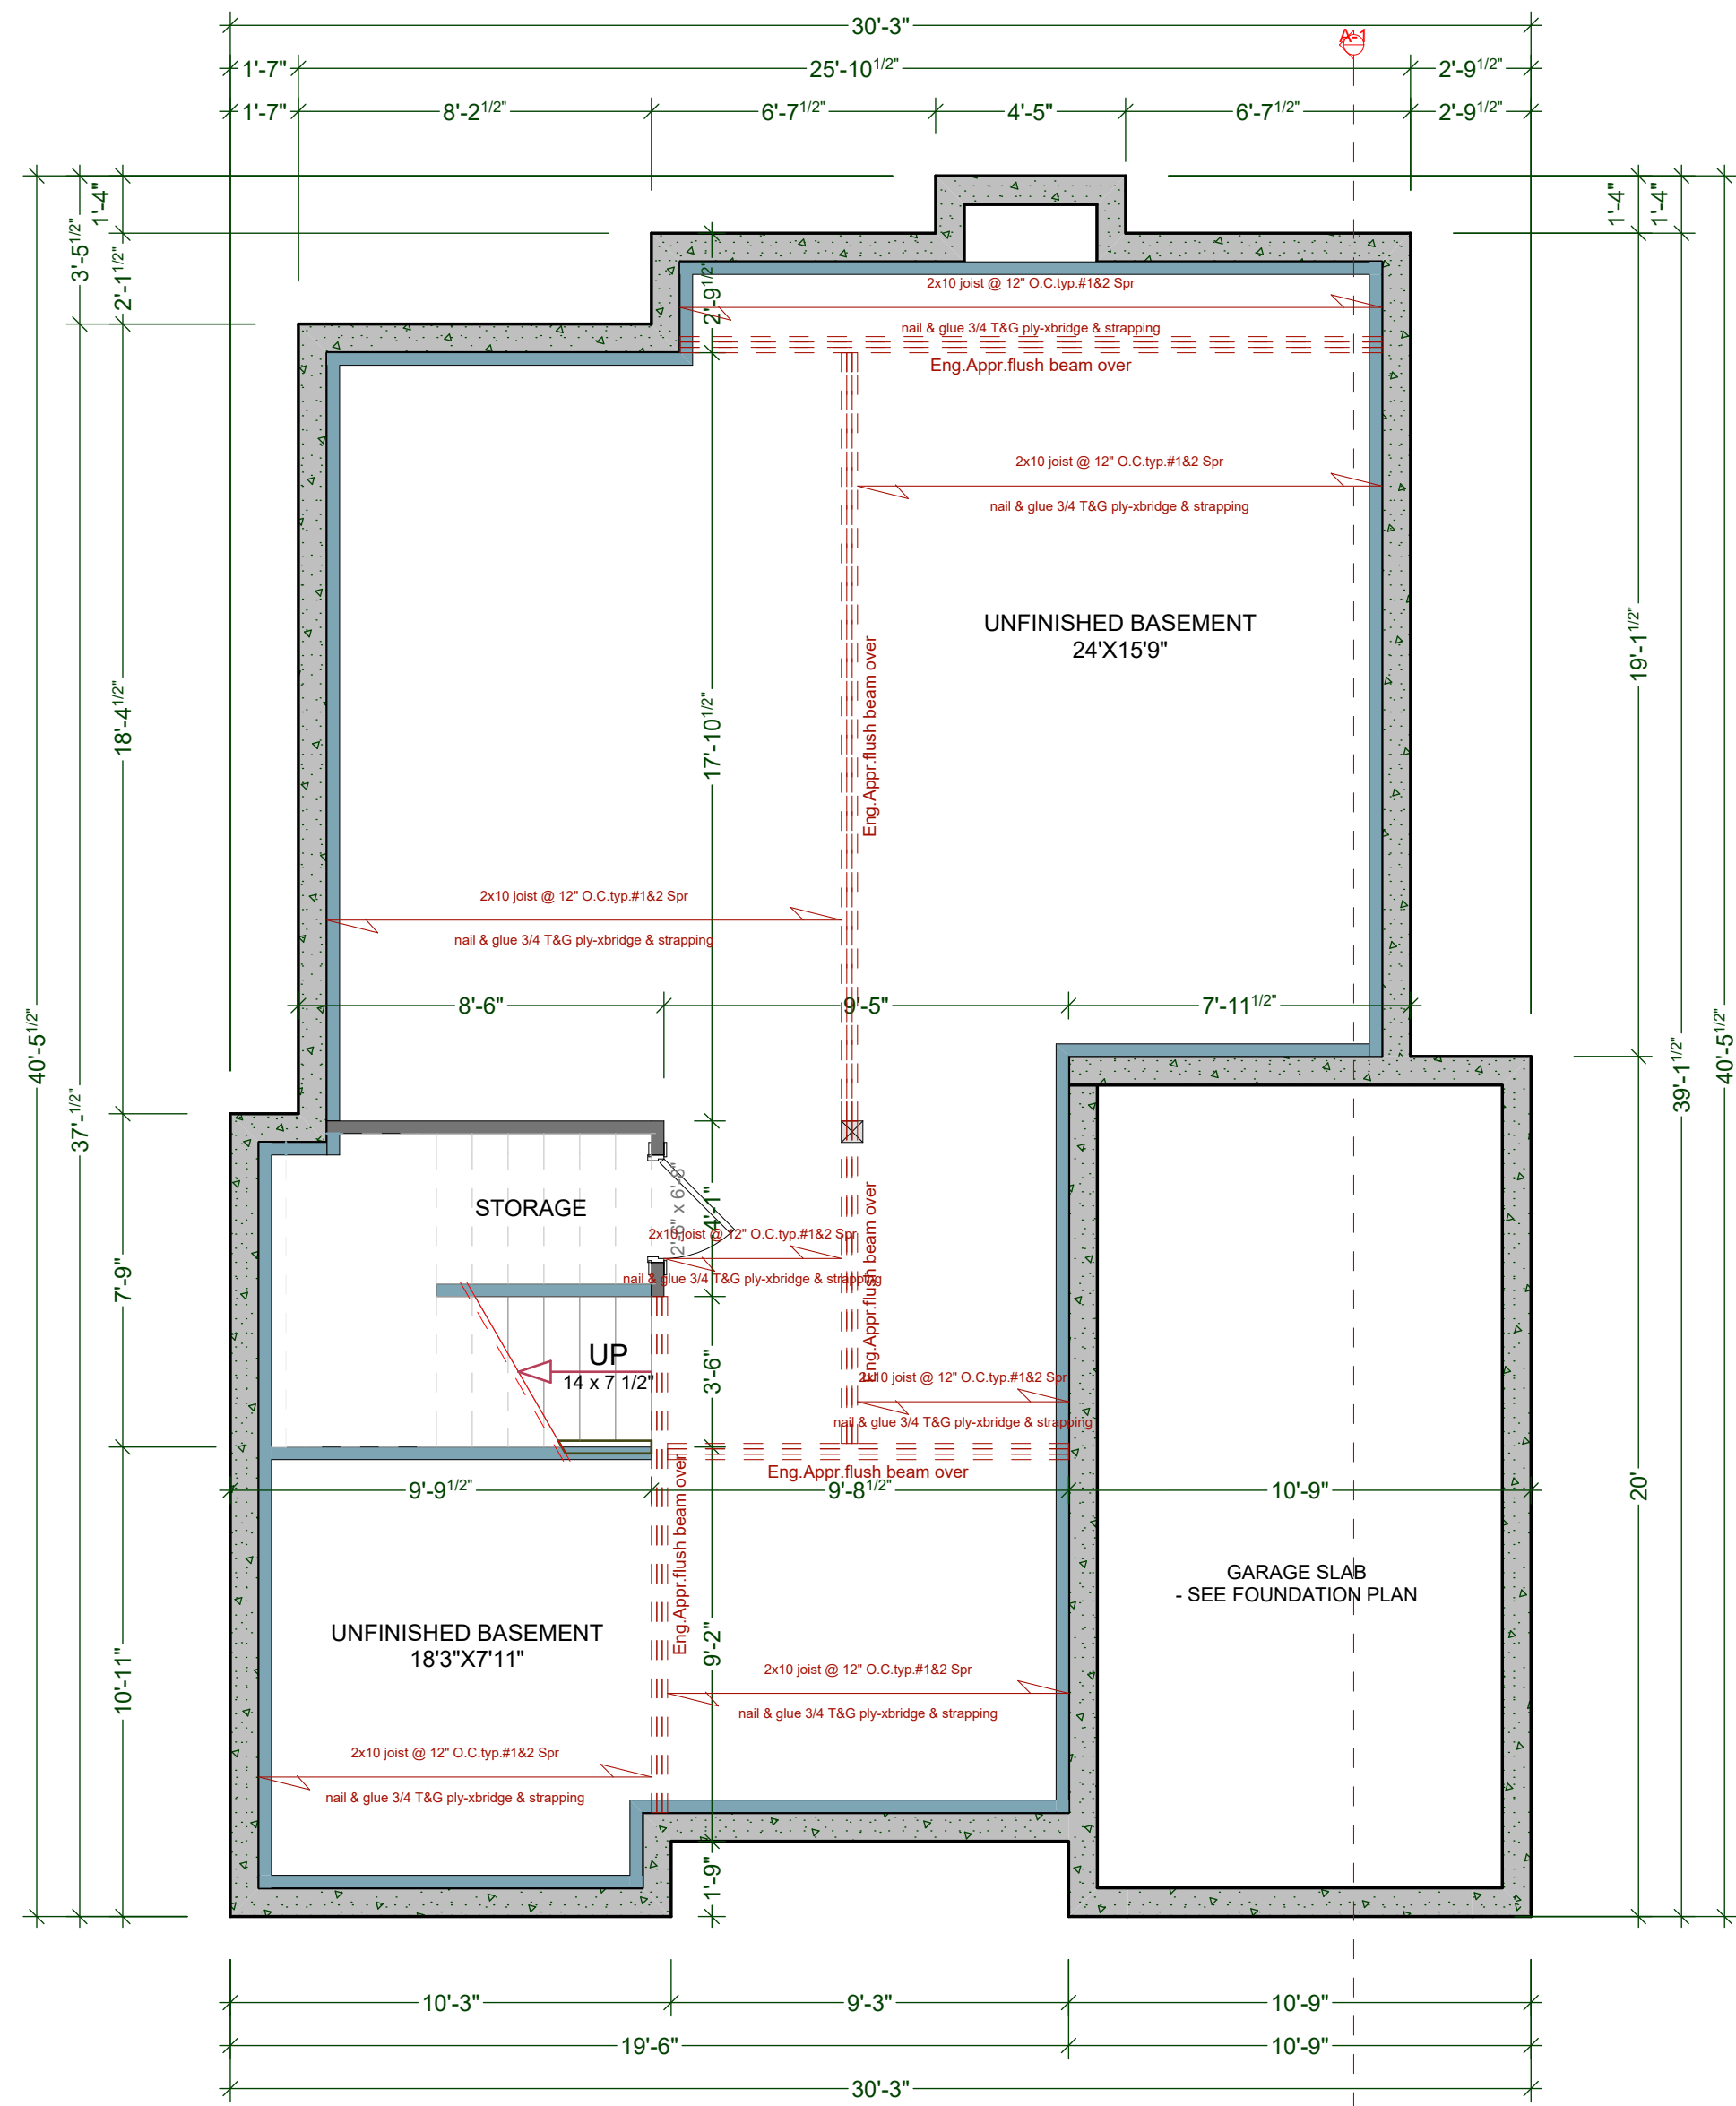 30'-3"
A-1
1'-7" 25'-10 1/2" 2'-9 1/2"
1'-7" 8'-2 1/2" 6'-7 1/2" 4'-5" 6'-7 1/2" 2'-9 1/2"
1'-4" 1'-4" 1'-4"
3'-5 1/2" 2'-1 1/2" 2'-9 1/2"
2x10 joist @ 12" O.C.typ.#1&2 Spr
nail & glue 3/4 T&G ply-xbridge & strapping
Eng.Appr.flush beam over
2x10 joist @ 12" O.C.typ.#1&2 Spr
nail & glue 3/4 T&G ply-xbridge & strapping
UNFINISHED BASEMENT
24'X15'9"
19'-1 1/2"
18'-4 1/2" 17'-10 1/2"
Eng.Appr.flush beam over
2x10 joist @ 12" O.C.typ.#1&2 Spr
nail & glue 3/4 T&G ply-xbridge & strapping
8'-6" 9'-5" 7'-11 1/2"
40'-5 1/2" 37'-1/2" 39'-1 1/2" 40'-5 1/2"
STORAGE
2'-6" x 6'-8"
4'-1"
2x10 joist @ 12" O.C.typ.#1&2 Spr
nail & glue 3/4 T&G ply-xbridge & strapping
Eng.Appr.flush beam over
7'-9"
UP
14 x 7 1/2"
3'-6"
2x10 joist @ 12" O.C.typ.#1&2 Spr
nail & glue 3/4 T&G ply-xbridge & strapping
Eng.Appr.flush beam over
9'-9 1/2" 9'-8 1/2" 10'-9"
20'
Eng.Appr.flush beam over
GARAGE SLAB
- SEE FOUNDATION PLAN
UNFINISHED BASEMENT
18'3"X7'11"
10'-11" 9'-2"
2x10 joist @ 12" O.C.typ.#1&2 Spr
nail & glue 3/4 T&G ply-xbridge & strapping
2x10 joist @ 12" O.C.typ.#1&2 Spr
nail & glue 3/4 T&G ply-xbridge & strapping
1'-9"
10'-3" 9'-3" 10'-9"
19'-6" 10'-9"
30'-3"